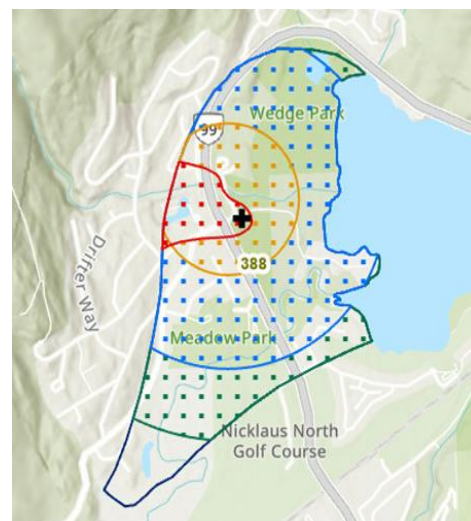 Wedge Park
99
388
Drifter Way
Meadow Park
Nicklaus North
Golf Course